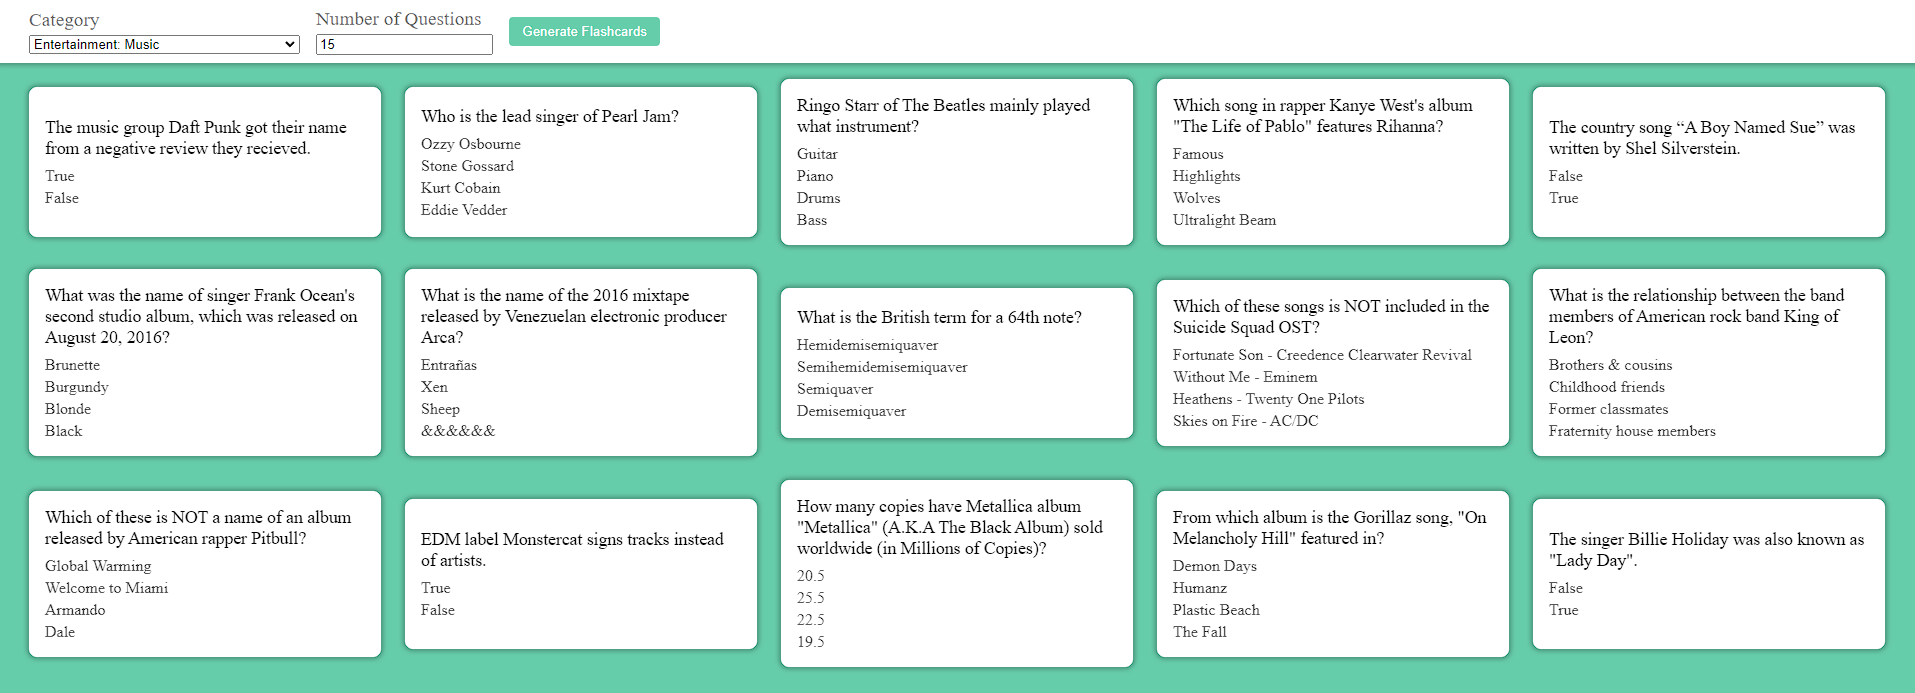 Category
Entertainment: Music
Number of Questions
15
Generate Flashcards
The music group Daft Punk got their name
from a negative review they recieved.
True
False
Who is the lead singer of Pearl Jam?
Ozzy Osbourne
Stone Gossard
Kurt Cobain
Eddie Vedder
Ringo Starr of The Beatles mainly played
what instrument?
Guitar
Piano
Drums
Bass
Which song in rapper Kanye West's album
"The Life of Pablo" features Rihanna?
Famous
Highlights
Wolves
Ultralight Beam
The country song “A Boy Named Sue” was
written by Shel Silverstein.
False
True
What was the name of singer Frank Ocean's
second studio album, which was released on
August 20, 2016?
Brunette
Burgundy
Blonde
Black
What is the name of the 2016 mixtape
released by Venezuelan electronic producer
Arca?
Entrañas
Xen
Sheep
&&&&&&
What is the British term for a 64th note?
Hemidemisemiquaver
Semihemidemisemiquaver
Semiquaver
Demisemiquaver
Which of these songs is NOT included in the
Suicide Squad OST?
Fortunate Son - Creedence Clearwater Revival
Without Me - Eminem
Heathens - Twenty One Pilots
Skies on Fire - AC/DC
What is the relationship between the band
members of American rock band King of
Leon?
Brothers & cousins
Childhood friends
Former classmates
Fraternity house members
Which of these is NOT a name of an album
released by American rapper Pitbull?
Global Warming
Welcome to Miami
Armando
Dale
EDM label Monstercat signs tracks instead
of artists.
True
False
How many copies have Metallica album
"Metallica" (A.K.A The Black Album) sold
worldwide (in Millions of Copies)?
20.5
25.5
22.5
19.5
From which album is the Gorillaz song, "On
Melancholy Hill" featured in?
Demon Days
Humanz
Plastic Beach
The Fall
The singer Billie Holiday was also known as
"Lady Day".
False
True